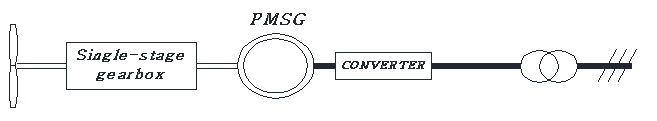 PMSG
Single-stage
gearbox
CONVERTER